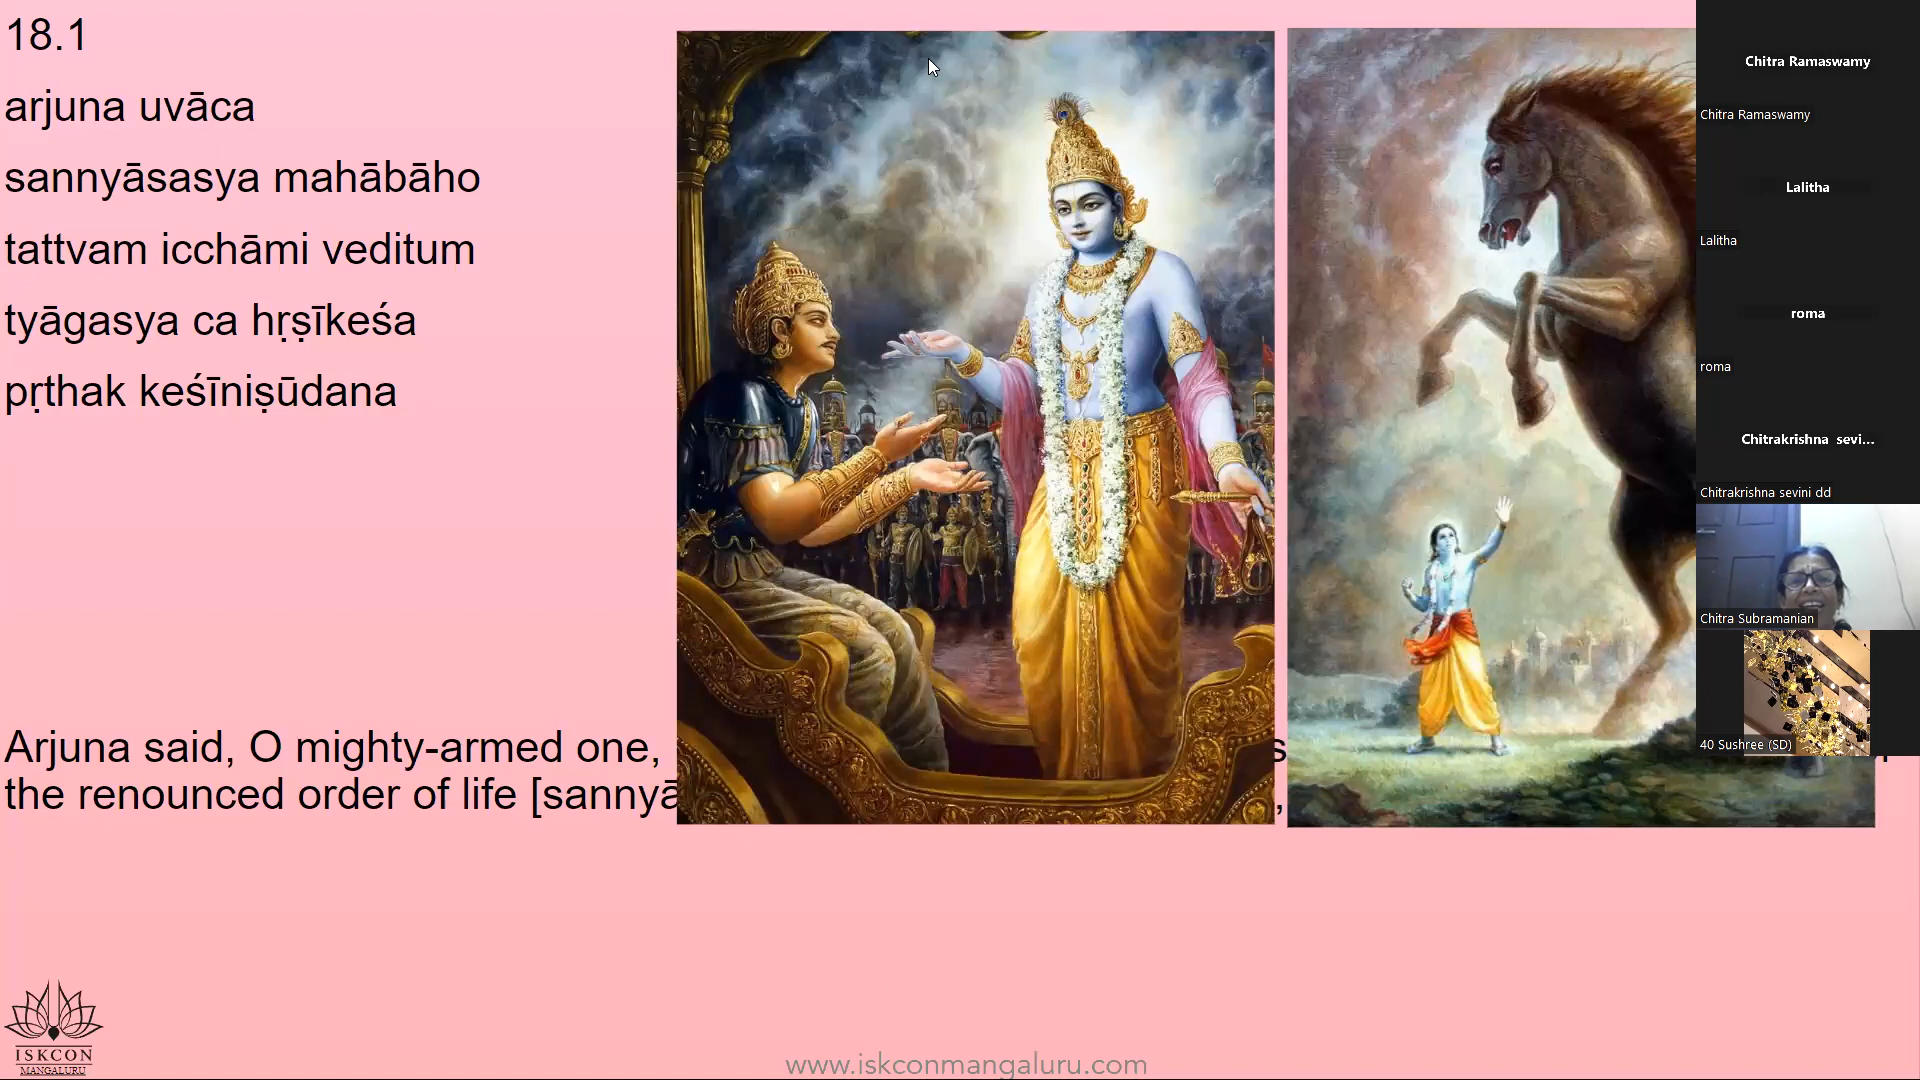 18.1
arjuna uvāca
sannyāsasya mahābāho
tattvam icchāmi veditum
tyāgasya ca hṛṣīkeśa
pṛthak keśīniṣūdana
Arjuna said, O mighty-armed one,
the renounced order of life [sannyā
ISKCON
MANGALURU
www.iskconmangaluru.com
Chitra Ramaswamy
Chitra Ramaswamy
Lalitha
Lalitha
roma
roma
Chitrakrishna sevi...
Chitrakrishna sevini dd
Chitra Subramanian
40 Sushree (SD)